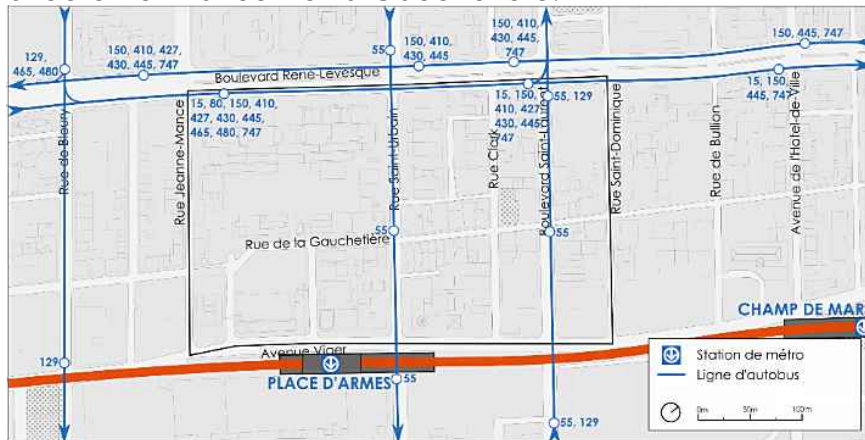 129,
465, 480
150, 410, 427,
430, 445, 747
55
150, 410,
430, 445
150, 410,
430, 445,
747
150, 445, 747
Boulevard René-Lévesque
15, 80, 150, 410,
427, 430, 445,
465, 480, 747
15, 150,
410, 427
430, 445
747
55, 129
15, 150,
445, 747
Rue de Bleury
Rue Jeanne-Mance
Rue Saint-Urbain
Rue Clark
Boulevard Saint-Laurent
Rue Saint-Dominique
Rue de Bullion
Avenue de l'Hôtel-de-Ville
Rue de la Gauchetière
55
55
CHAMP DE MAR
129
Avenue Viger
PLACE D'ARMES
55
55, 129
Station de métro
Ligne d'autobus
0m 50m 100m